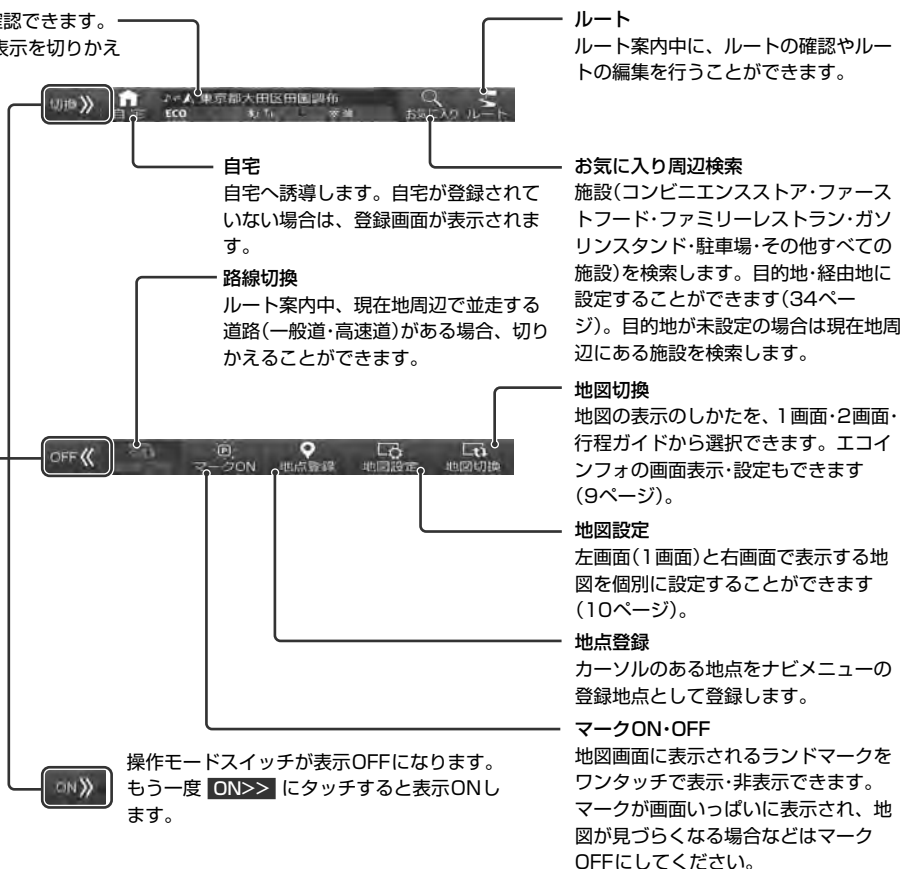 確認できます。
表示を切りかえ
ルート
ルート案内中に、ルートの確認やルー
トの編集を行うことができます。
切換
自宅
東京都大田区田園調布
ECO
お気に入り
ルート
自宅
自宅へ誘導します。自宅が登録されて
いない場合は、登録画面が表示されま
す。
お気に入り周辺検索
施設(コンビニエンスストア・ファース
トフード・ファミリーレストラン・ガソ
リンスタンド・駐車場・その他すべての
施設)を検索します。目的地・経由地に
設定することができます(34ペー
ジ)。目的地が未設定の場合は現在地周
辺にある施設を検索します。
路線切換
ルート案内中、現在地周辺で並走する
道路(一般道・高速道)がある場合、切り
かえることができます。
地図切換
地図の表示のしかたを、1画面・2画面・
行程ガイドから選択できます。エコイ
ンフォの画面表示・設定もできます
(9ページ)。
OFF
マークON
地点登録
地図設定
地図切換
地図設定
左画面(1画面)と右画面で表示する地
図を個別に設定することができます
(10ページ)。
地点登録
カーソルのある地点をナビメニューの
登録地点として登録します。
マークON・OFF
地図画面に表示されるランドマークを
ワンタッチで表示・非表示できます。
マークが画面いっぱいに表示され、地
図が見づらくなる場合などはマーク
OFFにしてください。
ON
操作モードスイッチが表示OFFになります。
もう一度 ON>> にタッチすると表示ONし
ます。